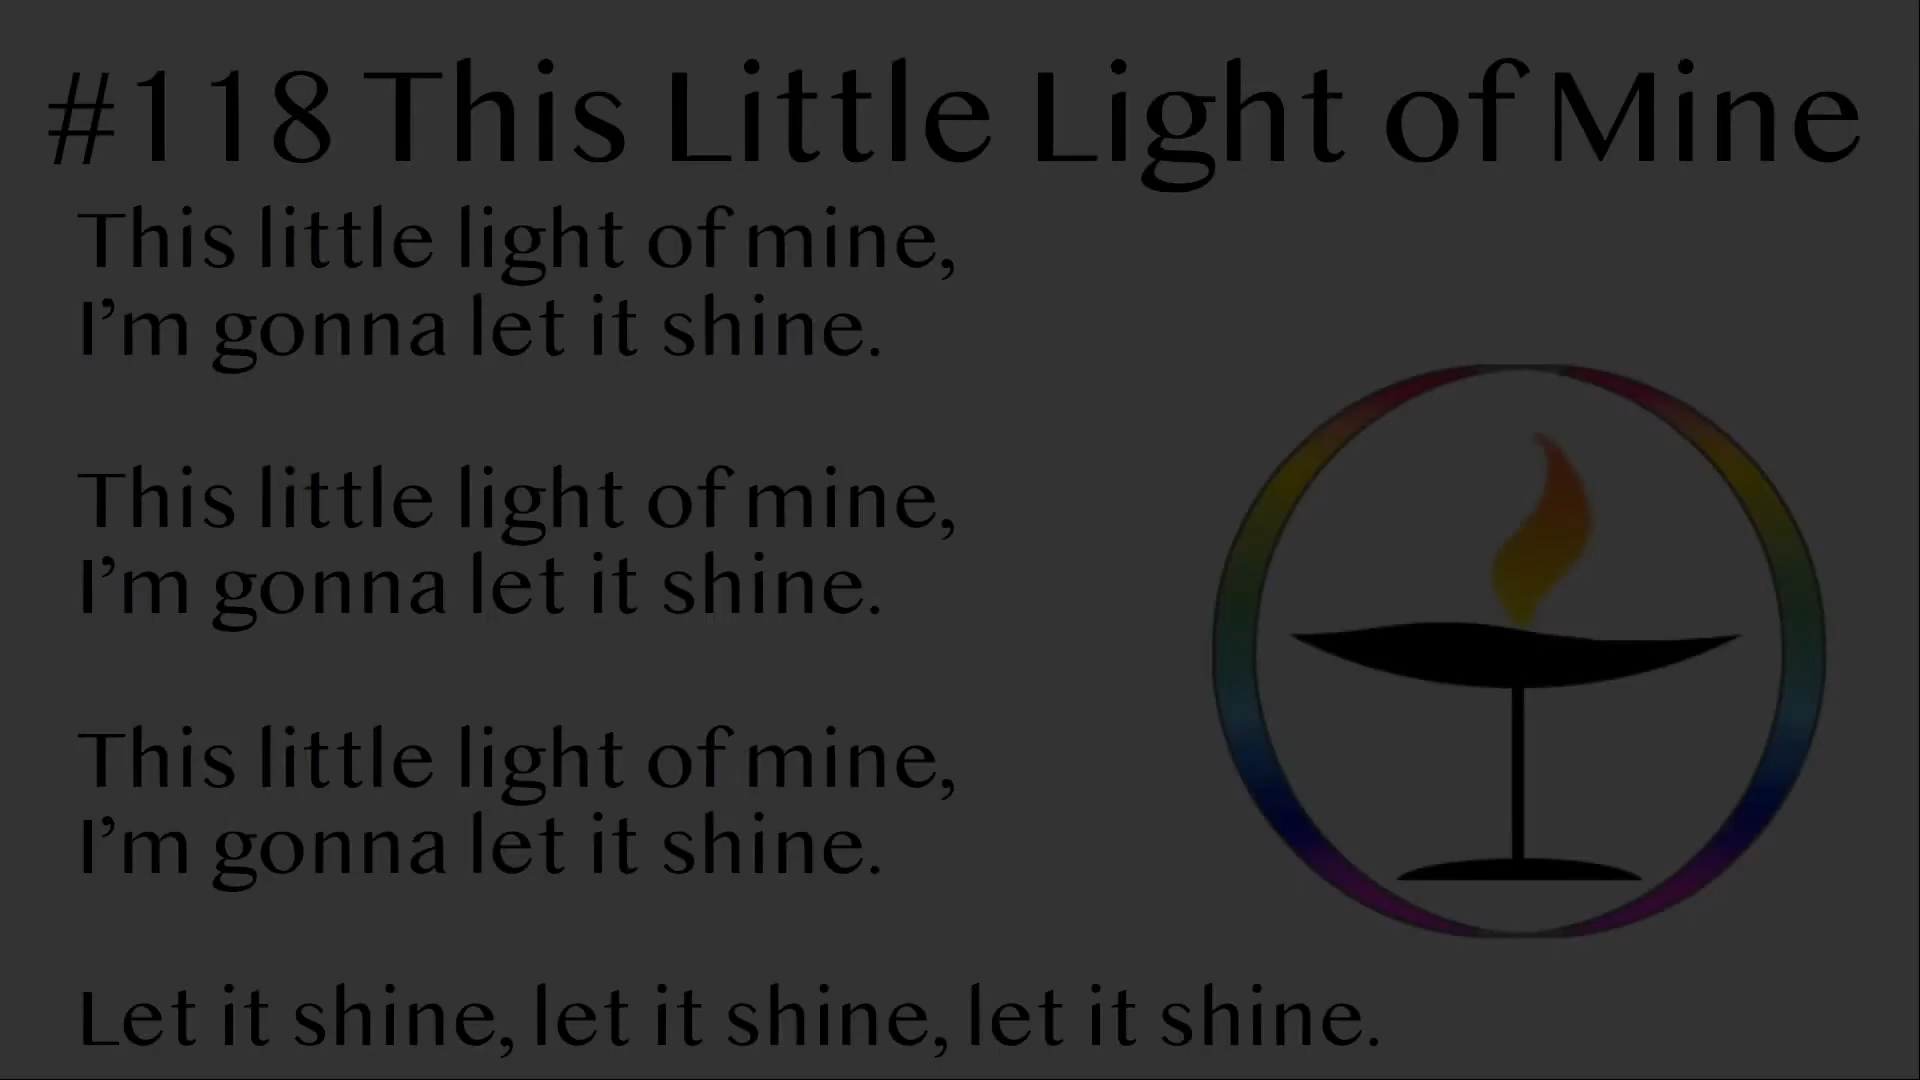 #118 This Little Light of Mine
This little light of mine,
I’m gonna let it shine.
This little light of mine,
I’m gonna let it shine.
This little light of mine,
I’m gonna let it shine.
Let it shine, let it shine, let it shine.